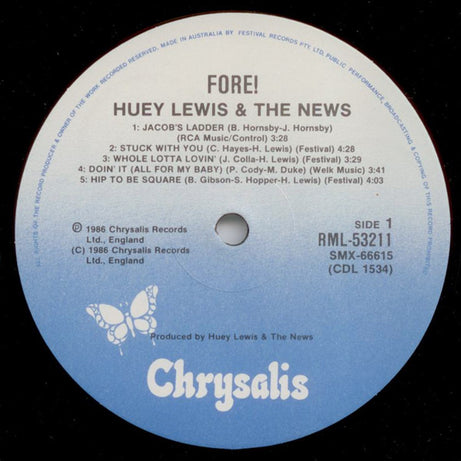 ALL RIGHTS OF THE RECORD PRODUCER & OWNER OF THE WORK RECORDED RESERVED. MADE IN AUSTRALIA BY FESTIVAL RECORDS PTY. LTD. PUBLIC PERFORMANCE, BROADCASTING & COPYING OF THIS RECORD PROHIBITED
FORE!
HUEY LEWIS & THE NEWS
1: JACOB'S LADDER (B. Hornsby-J. Hornsby)
(RCA Music/Control) 3:28
2: STUCK WITH YOU (C. Hayes-H. Lewis) (Festival) 4:28
3: WHOLE LOTTA LOVIN' (J. Colla-H. Lewis) (Festival) 3:29
4: DOIN' IT (ALL FOR MY BABY) (P. Cody-M. Duke) (Welk Music) 3:41
5: HIP TO BE SQUARE (B. Gibson-S. Hopper-H. Lewis) (Festival) 4:03
℗ 1986 Chrysalis Records
Ltd., England
(C) 1986 Chrysalis Records
Ltd., England
SIDE 1
RML-53211
SMX-66615
(CDL 1534)
Produced by Huey Lewis & The News
Chrysalis